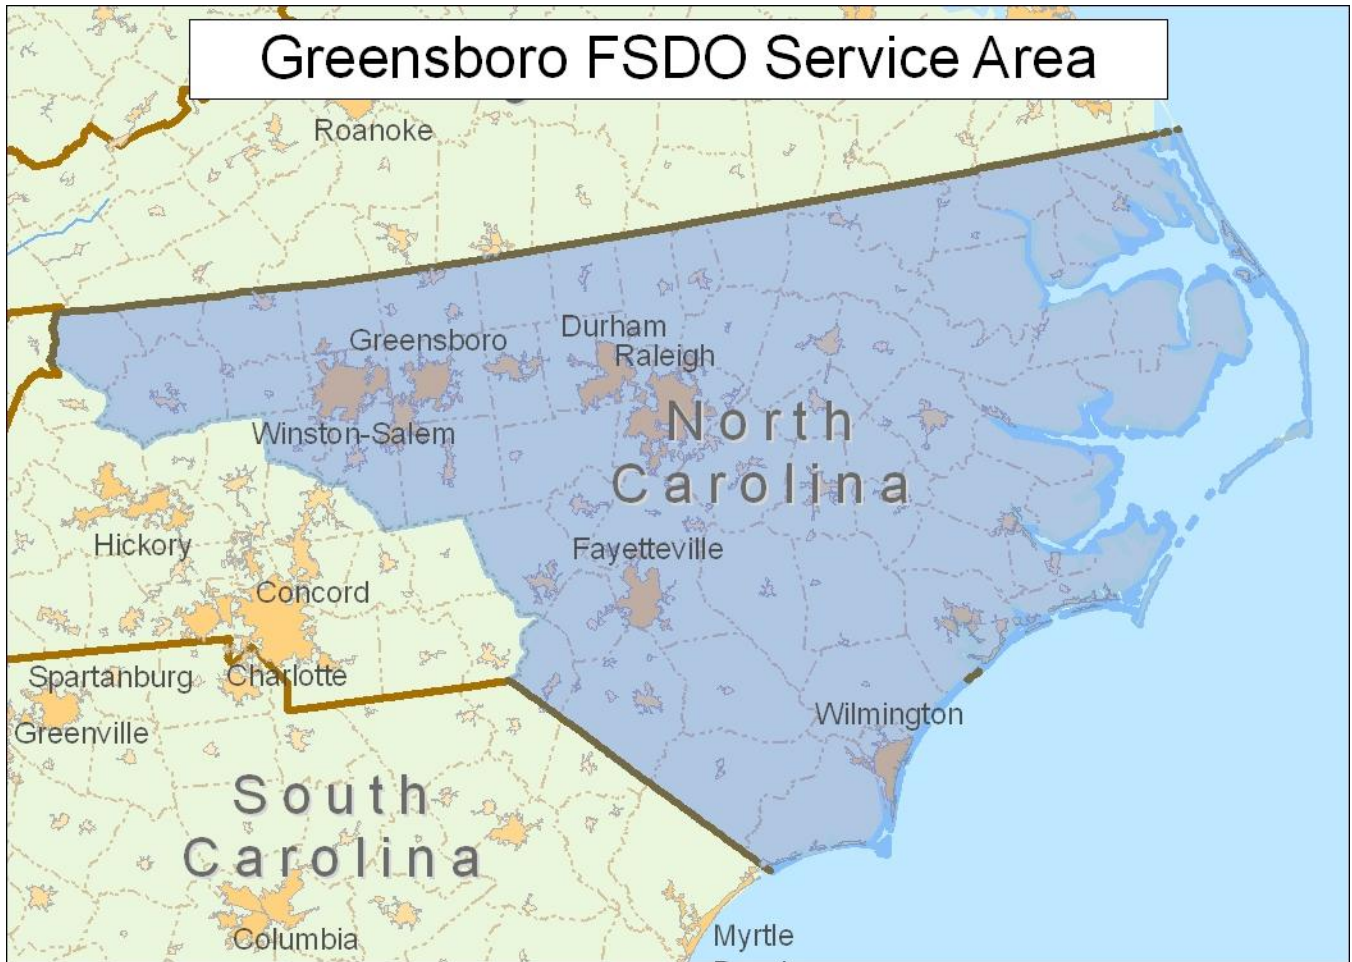 Greensboro FSDO Service Area
Roanoke
Durham
Greensboro
Raleigh
North
Carolina
Winston-Salem
Hickory
Fayetteville
Concord
Spartanburg
Charlotte
Greenville
Wilmington
South
Carolina
Columbia
Myrtle